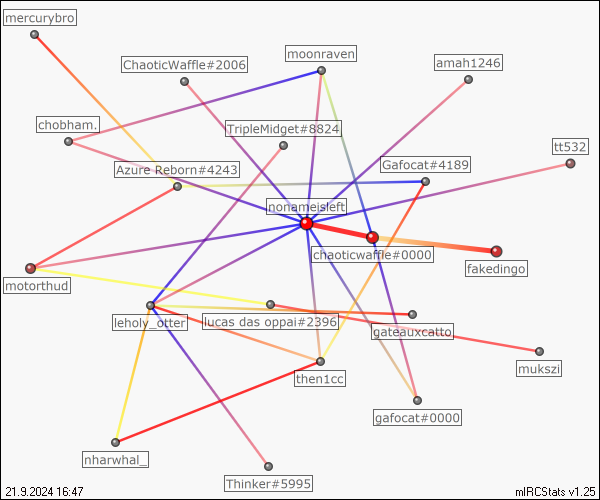 mercurybro
moonraven
ChaoticWaffle#2006
amah1246
chobham.
TripleMidget#8824
tt532
Azure Reborn#4243
Gafocat#4189
nonameisleft
chaoticwaffle#0000
fakedingo
motorthud
leholy_otter
lucas das oppai#2396
gateauxcatto
mukszi
then1cc
gafocat#0000
nharwhal_
Thinker#5995
21.9.2024 16:47
mIRCStats v1.25